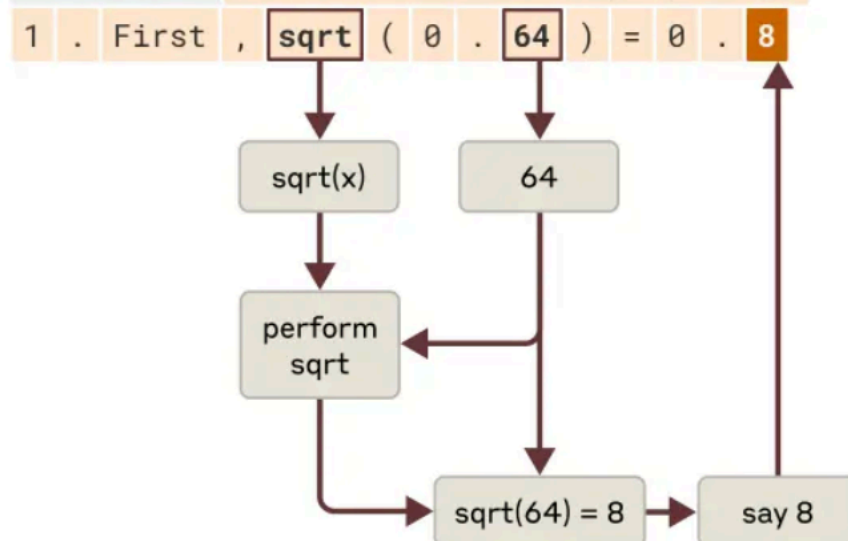 1 . First , sqrt ( 0 . 64 ) = 0 . 8
sqrt(x)
64
perform
sqrt
sqrt(64) = 8
say 8